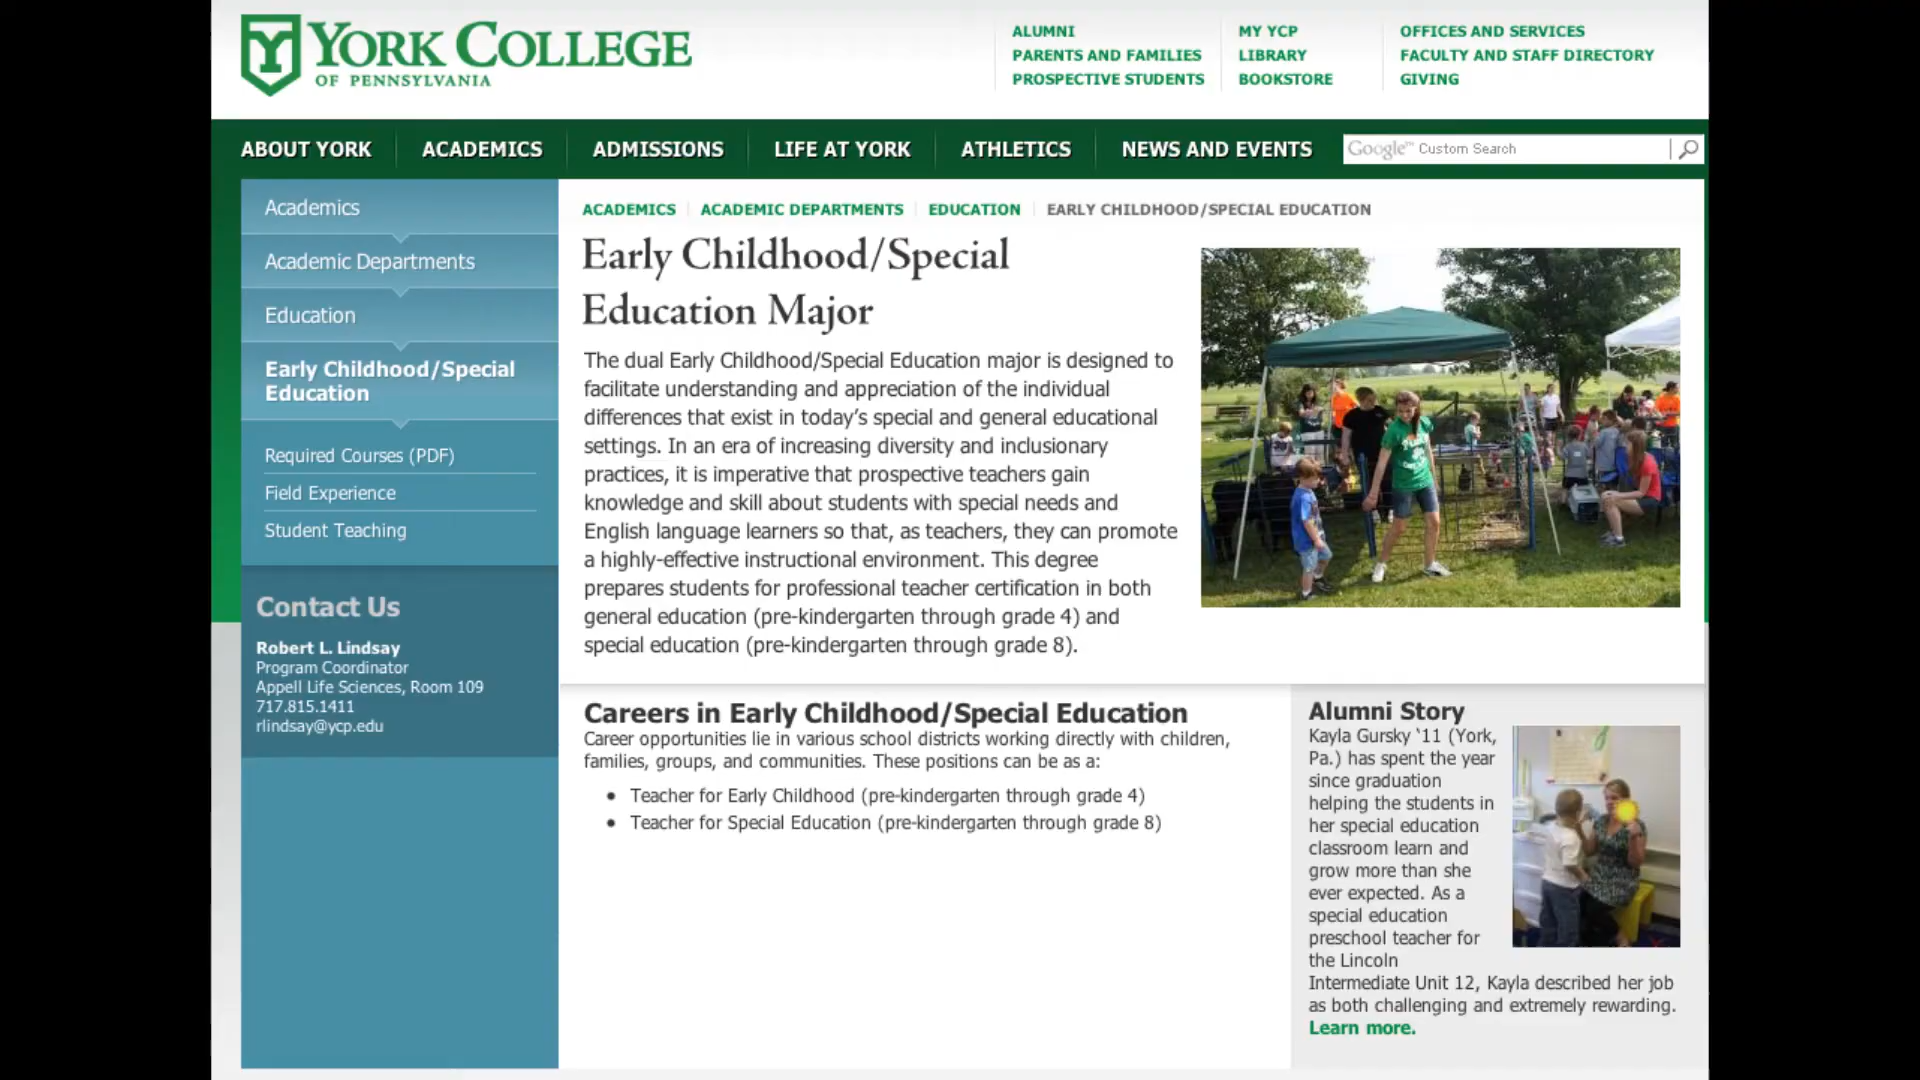 YORK COLLEGE
OF PENNSYLVANIA
ALUMNI
PARENTS AND FAMILIES
PROSPECTIVE STUDENTS
MY YCP
LIBRARY
BOOKSTORE
OFFICES AND SERVICES
FACULTY AND STAFF DIRECTORY
GIVING
ABOUT YORK
ACADEMICS
ADMISSIONS
LIFE AT YORK
ATHLETICS
NEWS AND EVENTS
Google™ Custom Search
Academics
Academic Departments
Education
Early Childhood/Special
Education
Required Courses (PDF)
Field Experience
Student Teaching
Contact Us
Robert L. Lindsay
Program Coordinator
Appell Life Sciences, Room 109
717.815.1411
rlindsay@ycp.edu
ACADEMICS
ACADEMIC DEPARTMENTS
EDUCATION
EARLY CHILDHOOD/SPECIAL EDUCATION
Early Childhood/Special
Education Major
The dual Early Childhood/Special Education major is designed to
facilitate understanding and appreciation of the individual
differences that exist in today’s special and general educational
settings. In an era of increasing diversity and inclusionary
practices, it is imperative that prospective teachers gain
knowledge and skill about students with special needs and
English language learners so that, as teachers, they can promote
a highly-effective instructional environment. This degree
prepares students for professional teacher certification in both
general education (pre-kindergarten through grade 4) and
special education (pre-kindergarten through grade 8).
Careers in Early Childhood/Special Education
Career opportunities lie in various school districts working directly with children,
families, groups, and communities. These positions can be as a:
• Teacher for Early Childhood (pre-kindergarten through grade 4)
• Teacher for Special Education (pre-kindergarten through grade 8)
Alumni Story
Kayla Gursky ‘11 (York,
Pa.) has spent the year
since graduation
helping the students in
her special education
classroom learn and
grow more than she
ever expected. As a
special education
preschool teacher for
the Lincoln
Intermediate Unit 12, Kayla described her job
as both challenging and extremely rewarding.
Learn more.